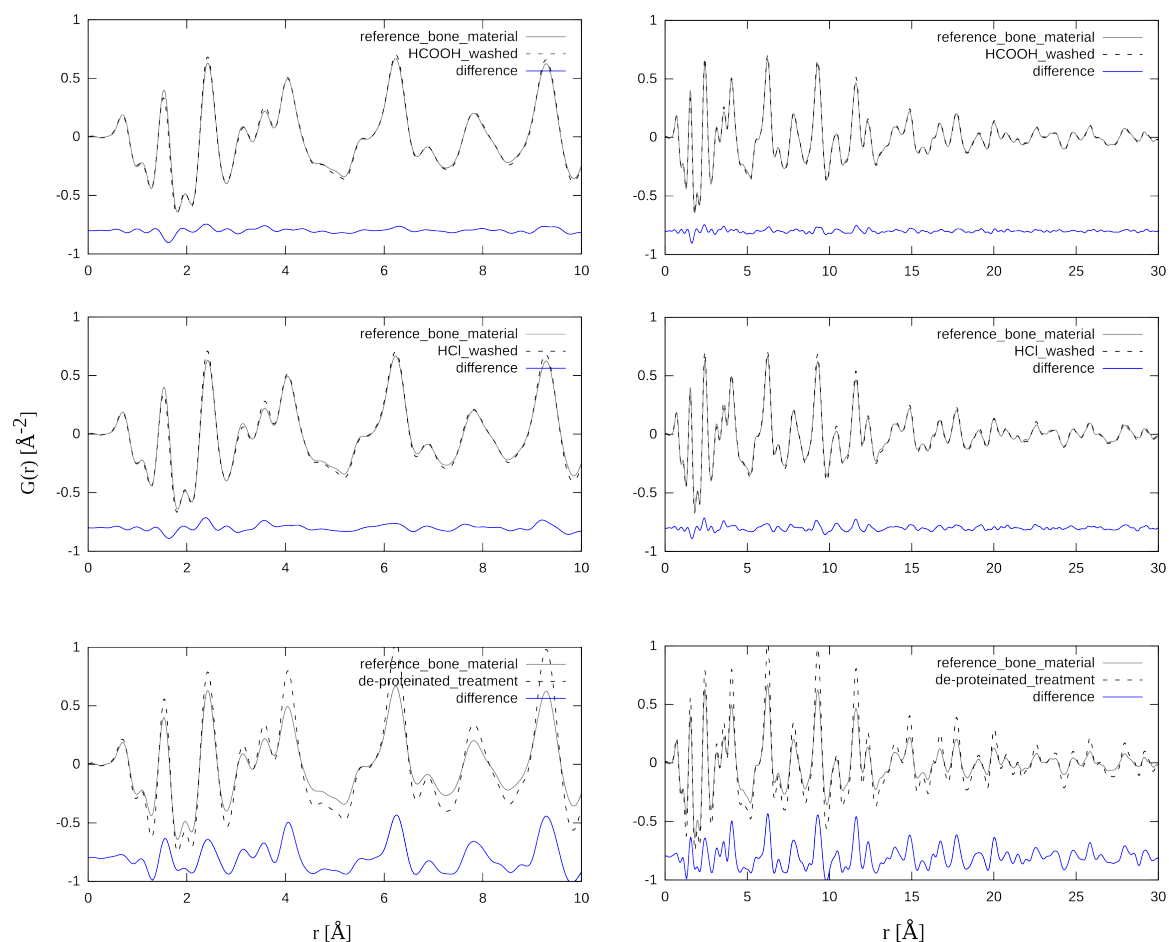 1
reference_bone_material
HCOOH_washed
difference
0.5
0
-0.5
-1
0 2 4 6 8 10
1
reference_bone_material
HCOOH_washed
difference
0.5
0
-0.5
-1
0 5 10 15 20 25 30
1
reference_bone_material
HCl_washed
difference
0.5
0
-0.5
-1
0 2 4 6 8 10
1
reference_bone_material
HCl_washed
difference
0.5
0
-0.5
-1
0 5 10 15 20 25 30
G(r) [Å-2]
1
reference_bone_material
de-proteinated_treatment
difference
0.5
0
-0.5
-1
0 2 4 6 8 10
r [Å]
1
reference_bone_material
de-proteinated_treatment
difference
0.5
0
-0.5
-1
0 5 10 15 20 25 30
r [Å]